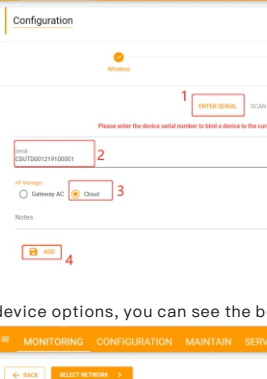 Configuration
Wireless
1
ENTER SERIAL SCAN
Please enter the device serial number to bind a device to the cur
Serial
CDUTD001219100001
2
AP Manager
Gateway AC Cloud
3
Notes
ADD
4
device options, you can see the b
MONITORING CONFIGURATION MAINTAIN SERV
BACK SELECT NETWORK